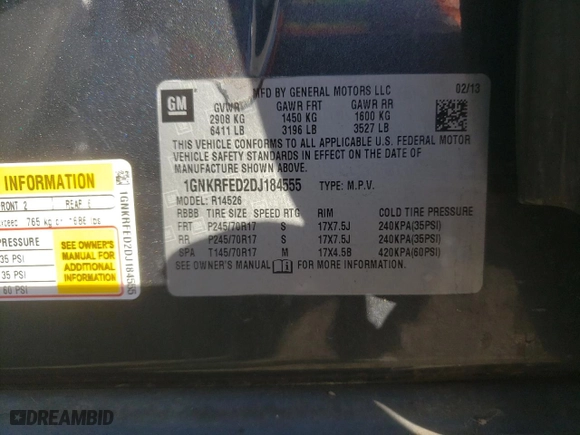 GM
MFD BY GENERAL MOTORS LLC 02/13
GVWR GAWR FRT GAWR RR
2908 KG 1450 KG 1600 KG
6411 LB 3196 LB 3527 LB
THIS VEHICLE CONFORMS TO ALL APPLICABLE U.S. FEDERAL MOTOR
VEHICLE SAFETY STANDARDS IN EFFECT ON THE DATE OF
MANUFACTURE SHOWN ABOVE.
1GNKRFED2DJ184555 TYPE: M.P.V.
MODEL: R14526
RBBB TIRE SIZE SPEED RTG RIM COLD TIRE PRESSURE
FRT P245/70R17 S 17X7.5J 240KPA(35PSI)
RR P245/70R17 S 17X7.5J 240KPA(35PSI)
SPA T145/70R17 M 17X4.5B 420KPA(60PSI)
SEE OWNER'S MANUAL FOR MORE INFORMATION
INFORMATION
FRONT 2 REAR
765 kg or lbs
PRESSURE
35 PSI
35 PSI
60 PSI
SEE OWNER'S
MANUAL FOR
ADDITIONAL
INFORMATION
1GNKRFED2DJ184555
DREAMBID